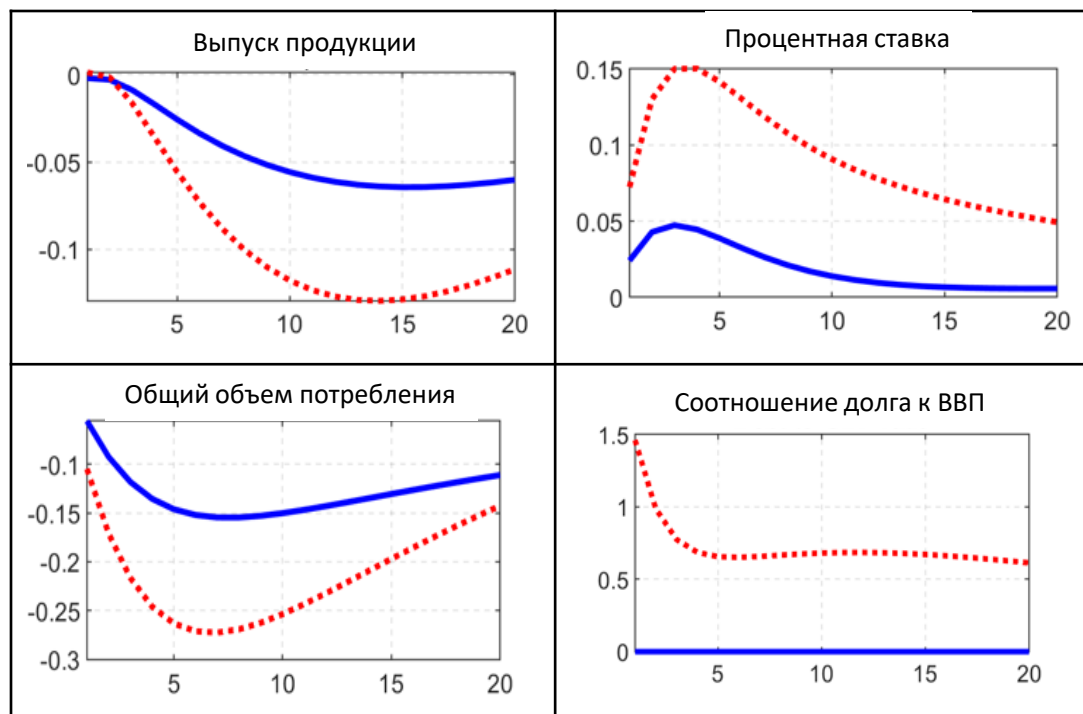 Выпуск продукции
0
-0.05
-0.1
5 10 15 20
Процентная ставка
0.15
0.1
0.05
0
5 10 15 20
Общий объем потребления
-0.1
-0.15
-0.2
-0.25
-0.3
5 10 15 20
Соотношение долга к ВВП
1.5
1
0.5
0
5 10 15 20